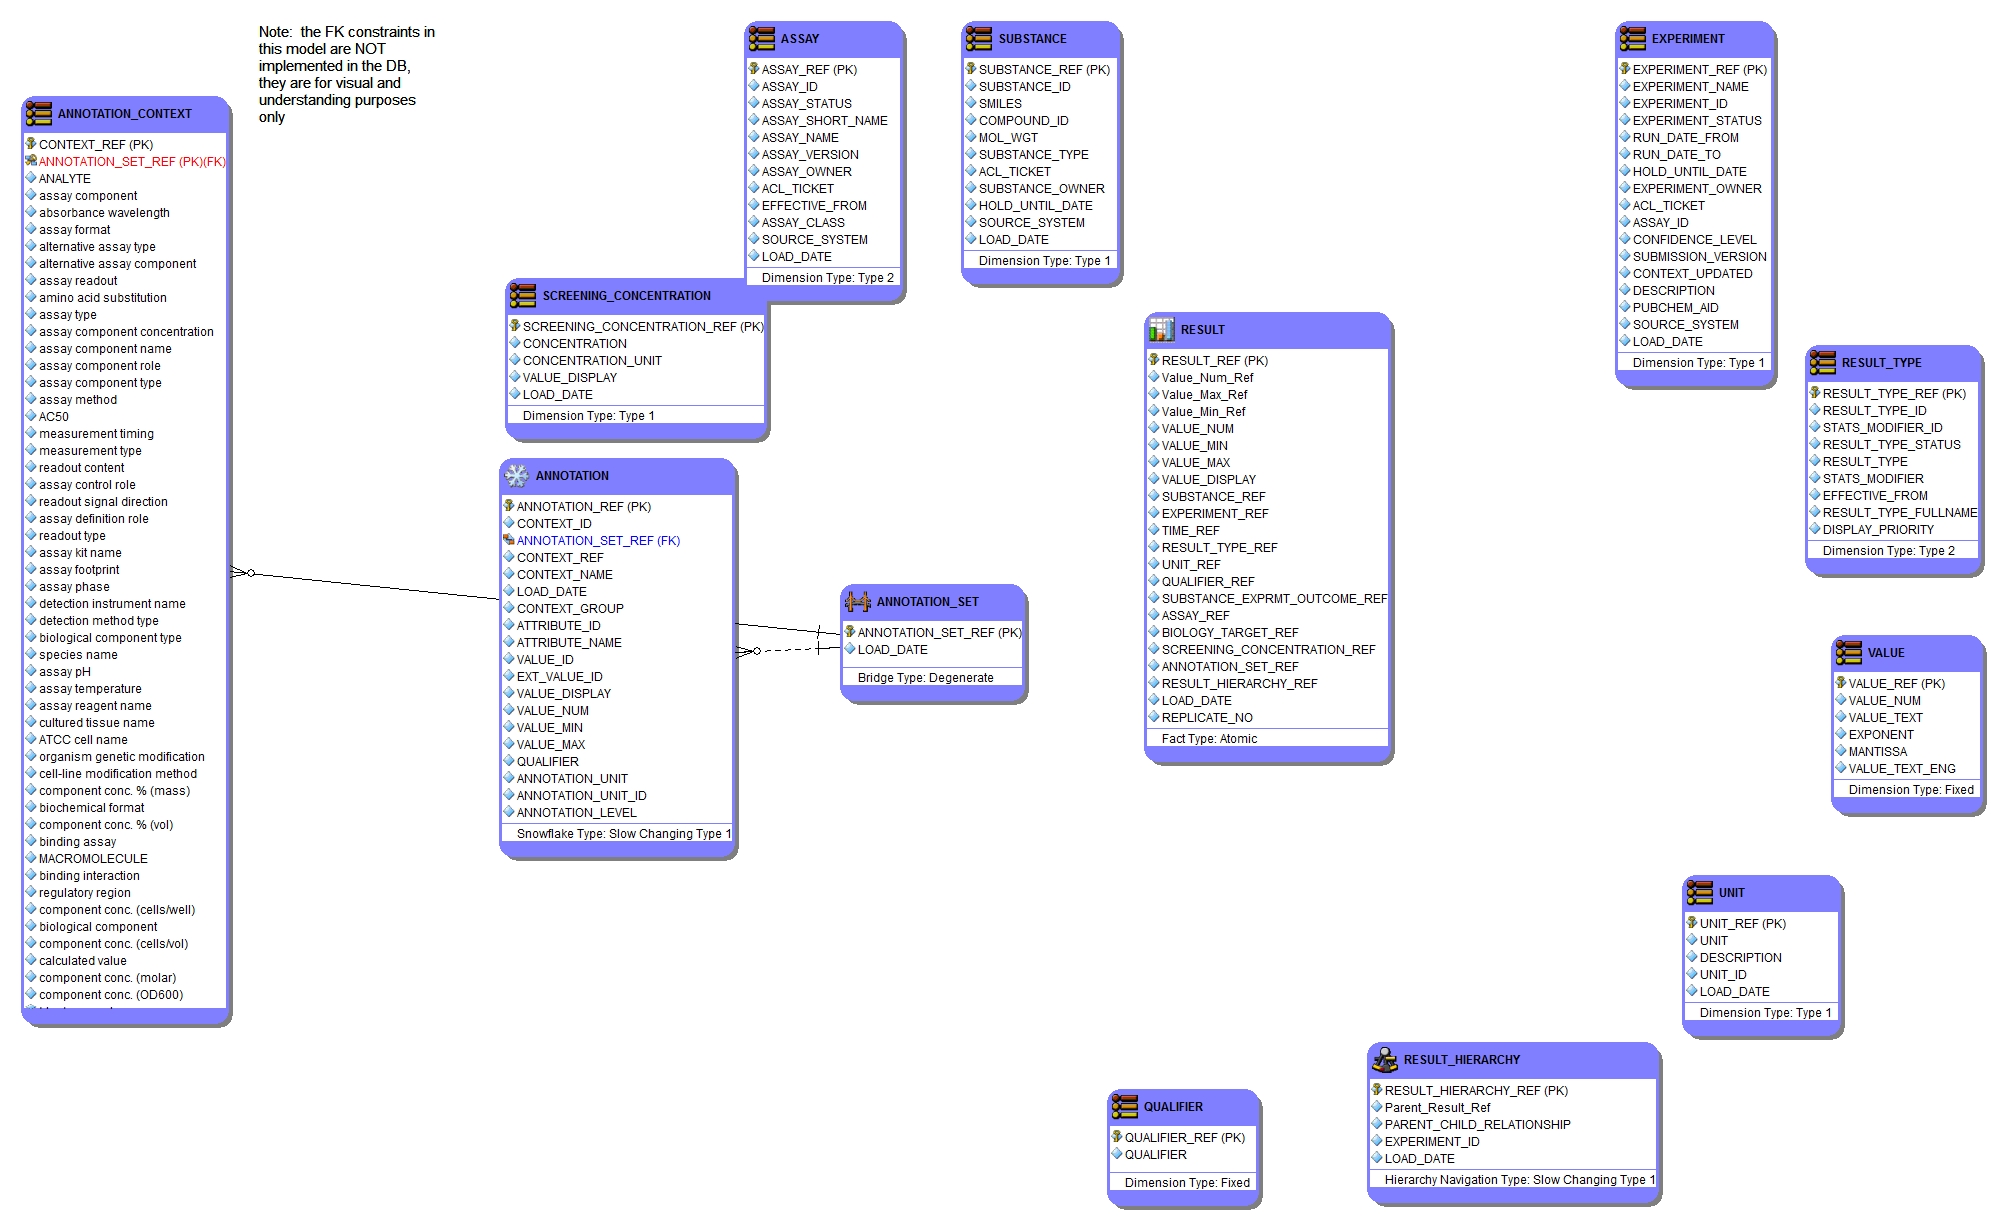 Note:  the FK constraints in
this model are NOT
implemented in the DB,
they are for visual and
understanding purposes
only
ANNOTATION_CONTEXT
CONTEXT_REF (PK)
ANNOTATION_SET_REF (PK)(FK)
ANALYTE
assay component
absorbance wavelength
assay format
alternative assay type
alternative assay component
assay readout
amino acid substitution
assay type
assay component concentration
assay component name
assay component role
assay component type
assay method
AC50
measurement timing
measurement type
readout content
assay control role
readout signal direction
assay definition role
readout type
assay kit name
assay footprint
assay phase
detection instrument name
detection method type
biological component type
species name
assay pH
assay temperature
assay reagent name
cultured tissue name
ATCC cell name
organism genetic modification
cell-line modification method
component conc. % (mass)
biochemical format
component conc. % (vol)
binding assay
MACROMOLECULE
binding interaction
regulatory region
component conc. (cells/well)
biological component
component conc. (cells/vol)
calculated value
component conc. (molar)
component conc. (OD600)
SCREENING_CONCENTRATION
SCREENING_CONCENTRATION_REF (PK)
CONCENTRATION
CONCENTRATION_UNIT
VALUE_DISPLAY
LOAD_DATE
Dimension Type: Type 1
ANNOTATION
ANNOTATION_REF (PK)
CONTEXT_ID
ANNOTATION_SET_REF (FK)
CONTEXT_REF
CONTEXT_NAME
LOAD_DATE
CONTEXT_GROUP
ATTRIBUTE_ID
ATTRIBUTE_NAME
VALUE_ID
EXT_VALUE_ID
VALUE_DISPLAY
VALUE_NUM
VALUE_MIN
VALUE_MAX
QUALIFIER
ANNOTATION_UNIT
ANNOTATION_UNIT_ID
ANNOTATION_LEVEL
Snowflake Type: Slow Changing Type 1
ASSAY
ASSAY_REF (PK)
ASSAY_ID
ASSAY_STATUS
ASSAY_SHORT_NAME
ASSAY_NAME
ASSAY_VERSION
ASSAY_OWNER
ACL_TICKET
EFFECTIVE_FROM
ASSAY_CLASS
SOURCE_SYSTEM
LOAD_DATE
Dimension Type: Type 2
SUBSTANCE
SUBSTANCE_REF (PK)
SUBSTANCE_ID
SMILES
COMPOUND_ID
MOL_WGT
SUBSTANCE_TYPE
ACL_TICKET
SUBSTANCE_OWNER
HOLD_UNTIL_DATE
SOURCE_SYSTEM
LOAD_DATE
Dimension Type: Type 1
ANNOTATION_SET
ANNOTATION_SET_REF (PK)
LOAD_DATE
Bridge Type: Degenerate
RESULT
RESULT_REF (PK)
Value_Num_Ref
Value_Max_Ref
Value_Min_Ref
VALUE_NUM
VALUE_MIN
VALUE_MAX
VALUE_DISPLAY
SUBSTANCE_REF
EXPERIMENT_REF
TIME_REF
RESULT_TYPE_REF
UNIT_REF
QUALIFIER_REF
SUBSTANCE_EXPRMT_OUTCOME_REF
ASSAY_REF
BIOLOGY_TARGET_REF
SCREENING_CONCENTRATION_REF
ANNOTATION_SET_REF
RESULT_HIERARCHY_REF
LOAD_DATE
REPLICATE_NO
Fact Type: Atomic
EXPERIMENT
EXPERIMENT_REF (PK)
EXPERIMENT_NAME
EXPERIMENT_ID
EXPERIMENT_STATUS
RUN_DATE_FROM
RUN_DATE_TO
HOLD_UNTIL_DATE
EXPERIMENT_OWNER
ACL_TICKET
ASSAY_ID
CONFIDENCE_LEVEL
SUBMISSION_VERSION
CONTEXT_UPDATED
DESCRIPTION
PUBCHEM_AID
SOURCE_SYSTEM
LOAD_DATE
Dimension Type: Type 1
RESULT_TYPE
RESULT_TYPE_REF (PK)
RESULT_TYPE_ID
STATS_MODIFIER_ID
RESULT_TYPE_STATUS
RESULT_TYPE
STATS_MODIFIER
EFFECTIVE_FROM
RESULT_TYPE_FULLNAME
DISPLAY_PRIORITY
Dimension Type: Type 2
VALUE
VALUE_REF (PK)
VALUE_NUM
VALUE_TEXT
EXPONENT
MANTISSA
VALUE_TEXT_ENG
Dimension Type: Fixed
UNIT
UNIT_REF (PK)
UNIT
DESCRIPTION
UNIT_ID
LOAD_DATE
Dimension Type: Type 1
RESULT_HIERARCHY
RESULT_HIERARCHY_REF (PK)
Parent_Result_Ref
PARENT_CHILD_RELATIONSHIP
EXPERIMENT_ID
LOAD_DATE
Hierarchy Navigation Type: Slow Changing Type 1
QUALIFIER
QUALIFIER_REF (PK)
QUALIFIER
Dimension Type: Fixed